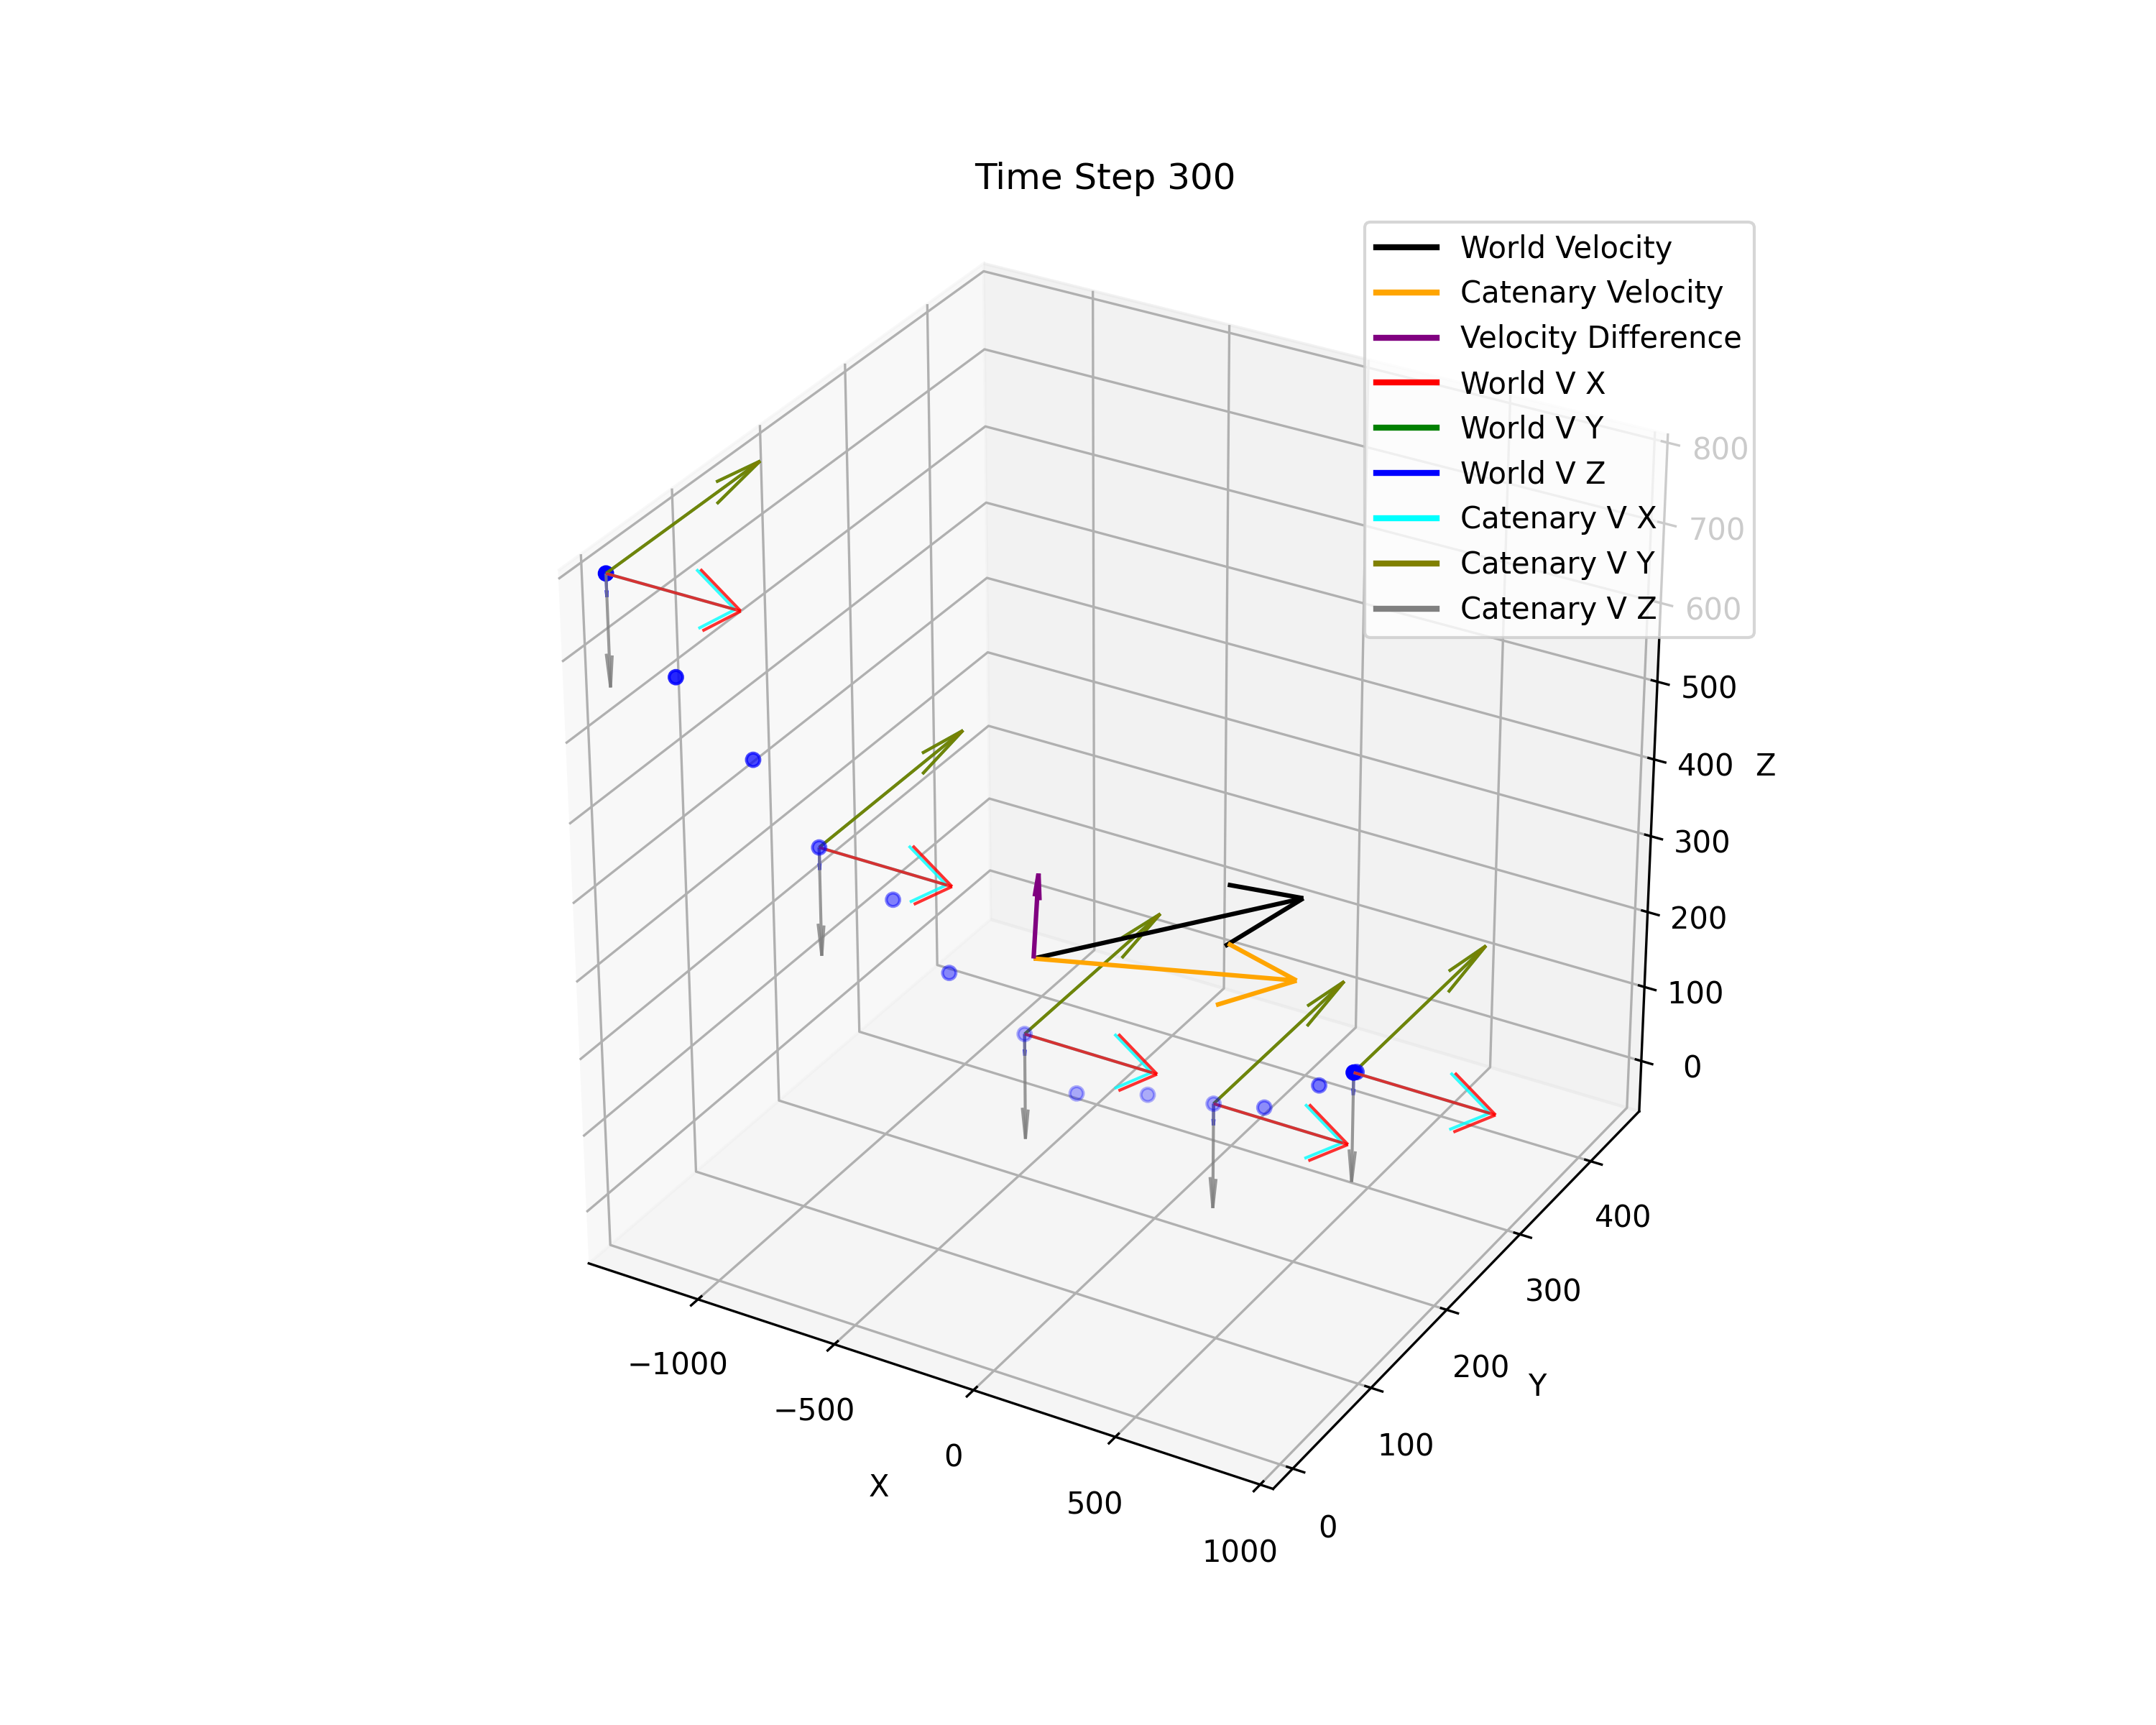 Time Step 300
World Velocity
Catenary Velocity
Velocity Difference
World V X
World V Y
World V Z
Catenary V X
Catenary V Y
Catenary V Z
800
700
600
500
400
Z
300
200
100
0
400
300
200
Y
100
0
−1000
−500
0
X
500
1000